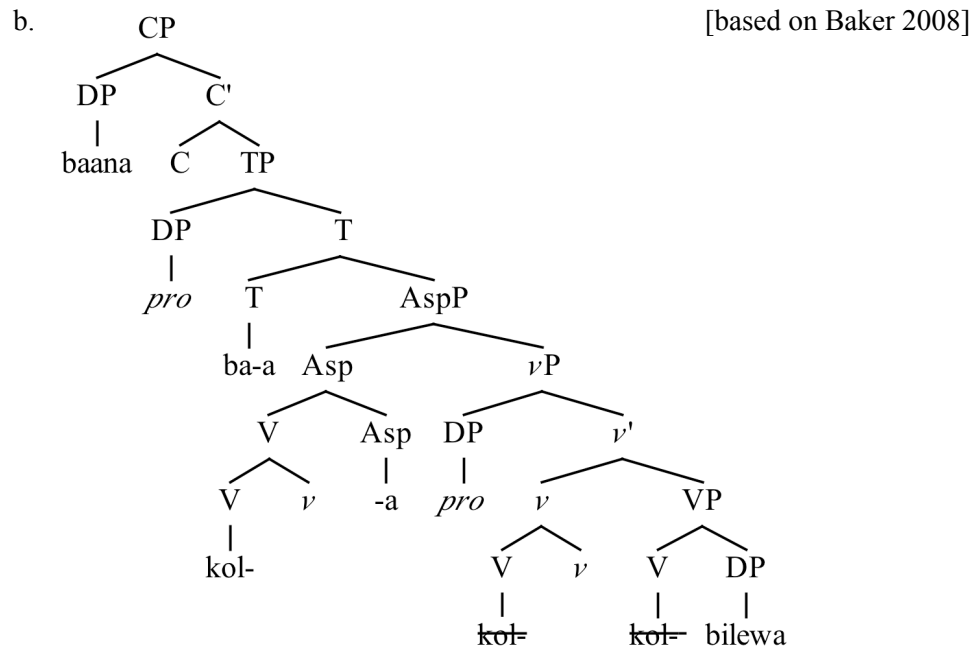 b. [based on Baker 2008]
CP
DP C'
baana C TP
DP T
pro T AspP
ba-a Asp vP
V Asp DP v'
V v -a pro v VP
kol- V v V DP
kol- kol- bilewa